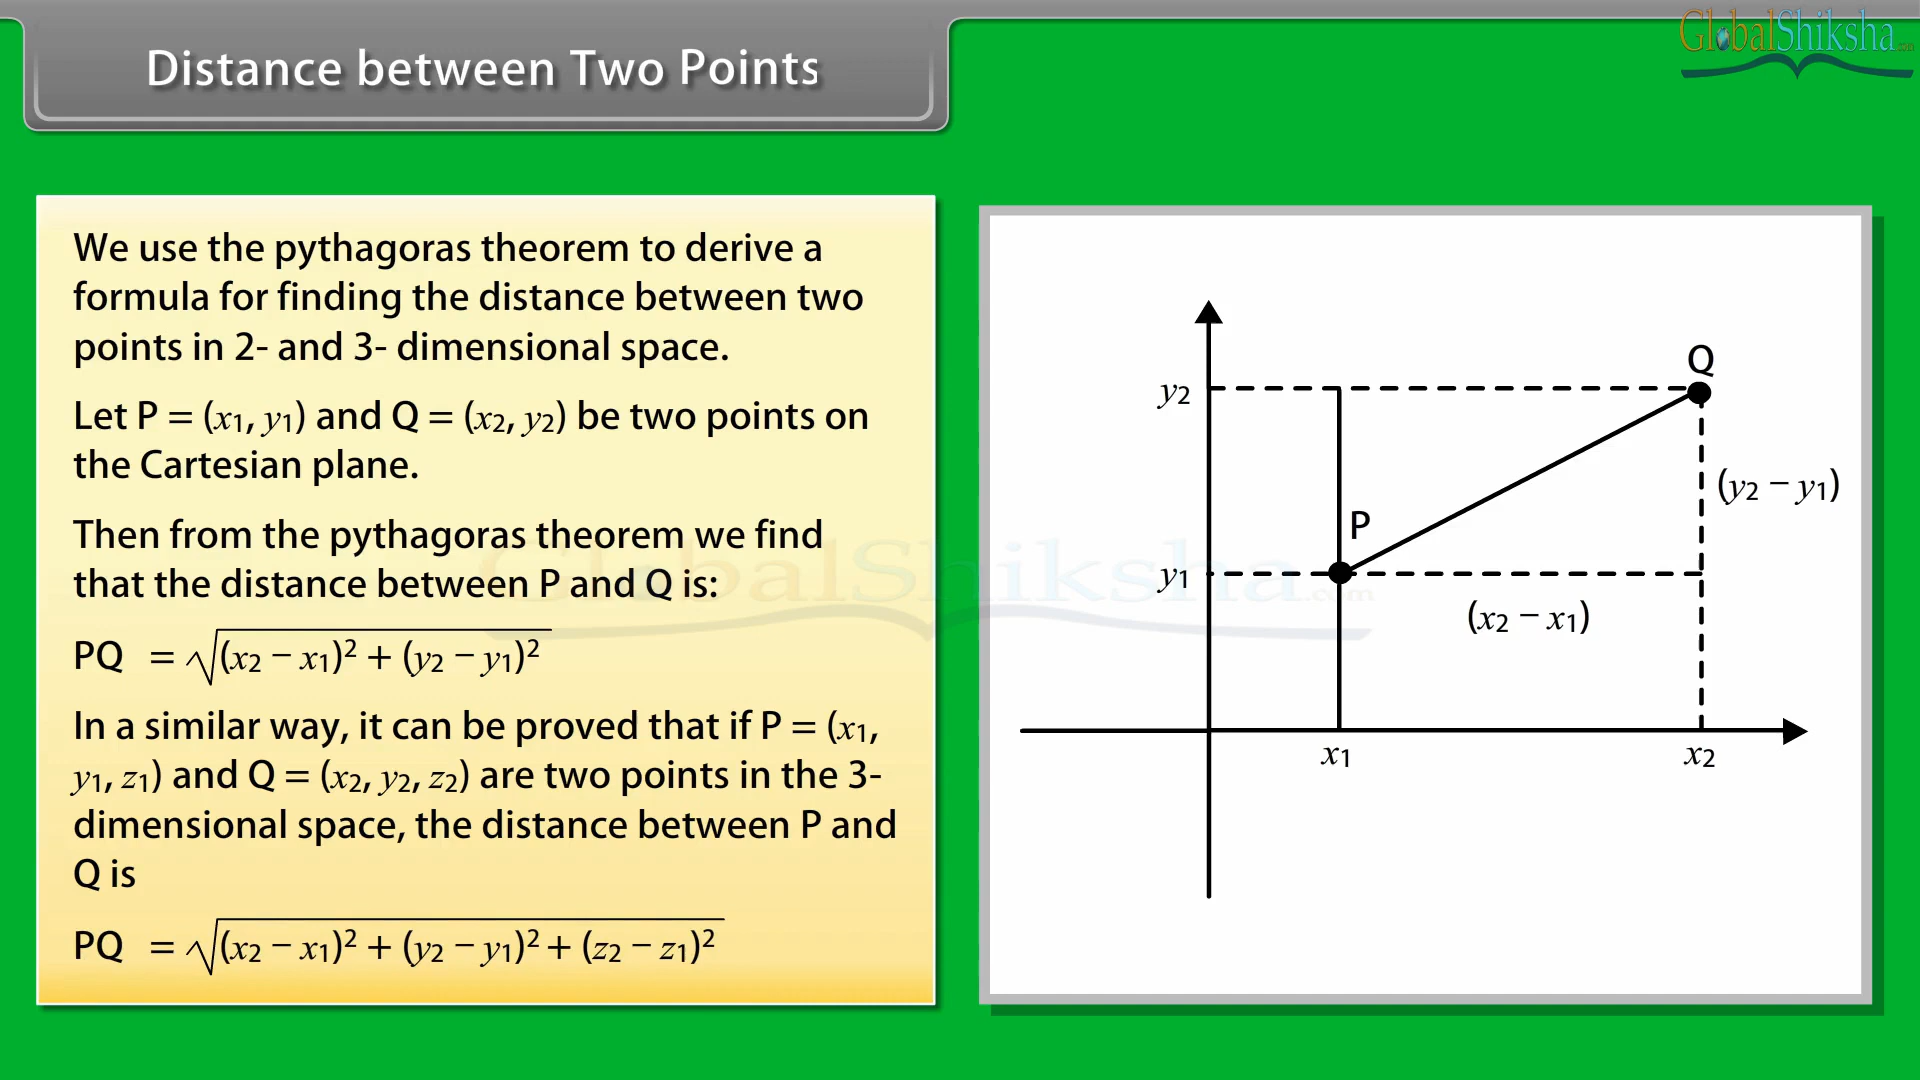 Distance between Two Points
GlobalShiksha.com
We use the pythagoras theorem to derive a
formula for finding the distance between two
points in 2- and 3- dimensional space.
Let P = (x1, y1) and Q = (x2, y2) be two points on
the Cartesian plane.
Then from the pythagoras theorem we find
that the distance between P and Q is:
PQ = √(x2 − x1)² + (y2 − y1)²
In a similar way, it can be proved that if P = (x1,
y1, z1) and Q = (x2, y2, z2) are two points in the 3-
dimensional space, the distance between P and
Q is
PQ = √(x2 − x1)² + (y2 − y1)² + (z2 − z1)²
Q
y2
(y2 − y1)
P
y1
(x2 − x1)
x1
x2
GlobalShiksha.com